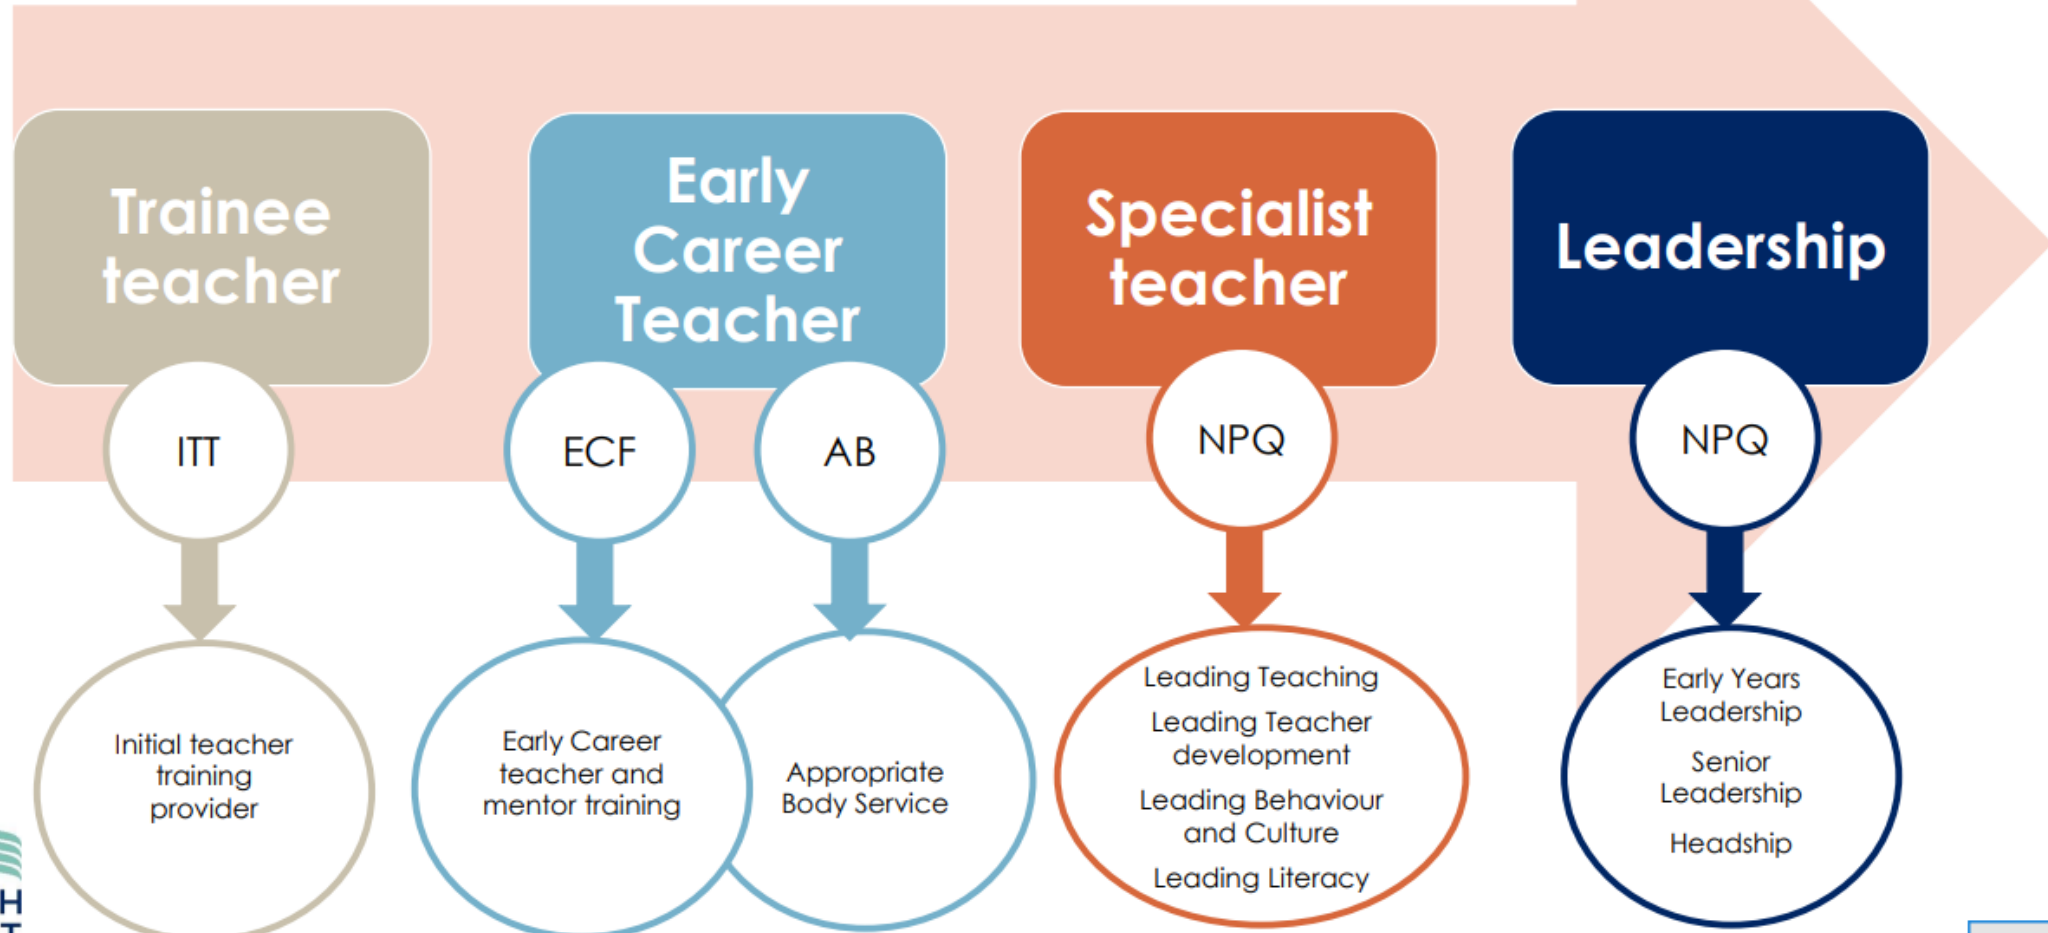 Trainee
teacher
Early
Career
Teacher
Specialist
teacher
Leadership
ITT
ECF
AB
NPQ
NPQ
Initial teacher
training
provider
Early Career
teacher and
mentor training
Appropriate
Body Service
Leading Teaching
Leading Teacher
development
Leading Behaviour
and Culture
Leading Literacy
Early Years
Leadership
Senior
Leadership
Headship
H